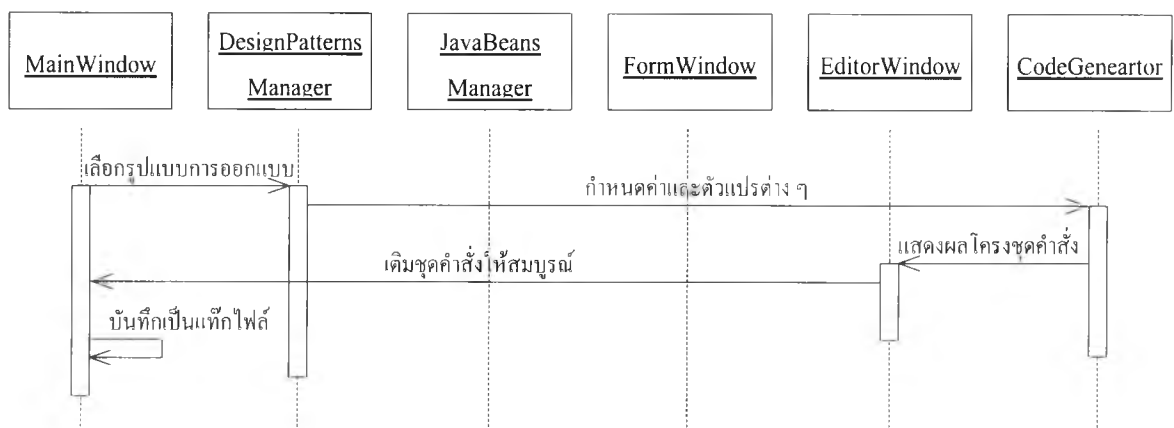 MainWindow
DesignPatterns
Manager
JavaBeans
Manager
FormWindow
EditorWindow
CodeGeneartor
เลือกรูปแบบการออกแบบ
กำหนดค่าและตัวแปรต่าง ๆ
แสดงผลโครงชุดคำสั่ง
เติมชุดคำสั่งให้สมบูรณ์
บันทึกเป็นแท๊กไฟล์